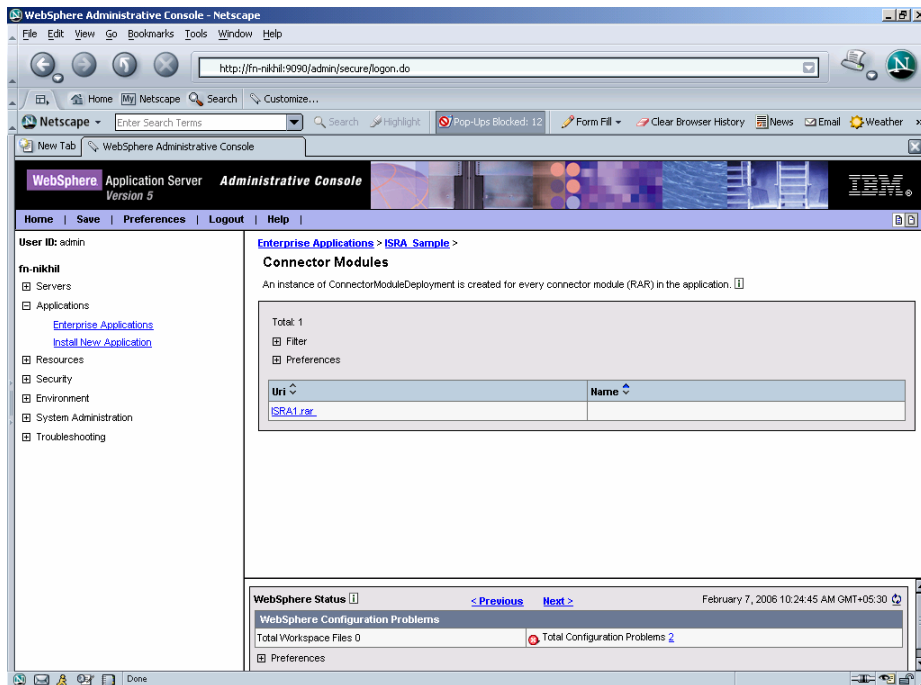 WebSphere Administrative Console - Netscape
File Edit View Go Bookmarks Tools Window Help
http://fn-nikhil:9090/admin/secure/logon.do
Home My Netscape Search Customize...
Netscape Enter Search Terms Search Highlight Pop-Ups Blocked: 12 Form Fill Clear Browser History News Email Weather »
New Tab WebSphere Administrative Console
WebSphere Application Server Administrative Console
Version 5
IBM
Home | Save | Preferences | Logout | Help |
User ID: admin
fn-nikhil
Servers
Applications
Enterprise Applications
Install New Application
Resources
Security
Environment
System Administration
Troubleshooting
Enterprise Applications > ISRA_Sample >
Connector Modules
An instance of ConnectorModuleDeployment is created for every connector module (RAR) in the application. i
Total: 1
Filter
Preferences
Uri Name
ISRA1.rar
WebSphere Status i < Previous Next > February 7, 2006 10:24:45 AM GMT+05:30
WebSphere Configuration Problems
Total Workspace Files 0 Total Configuration Problems 2
Preferences
Done